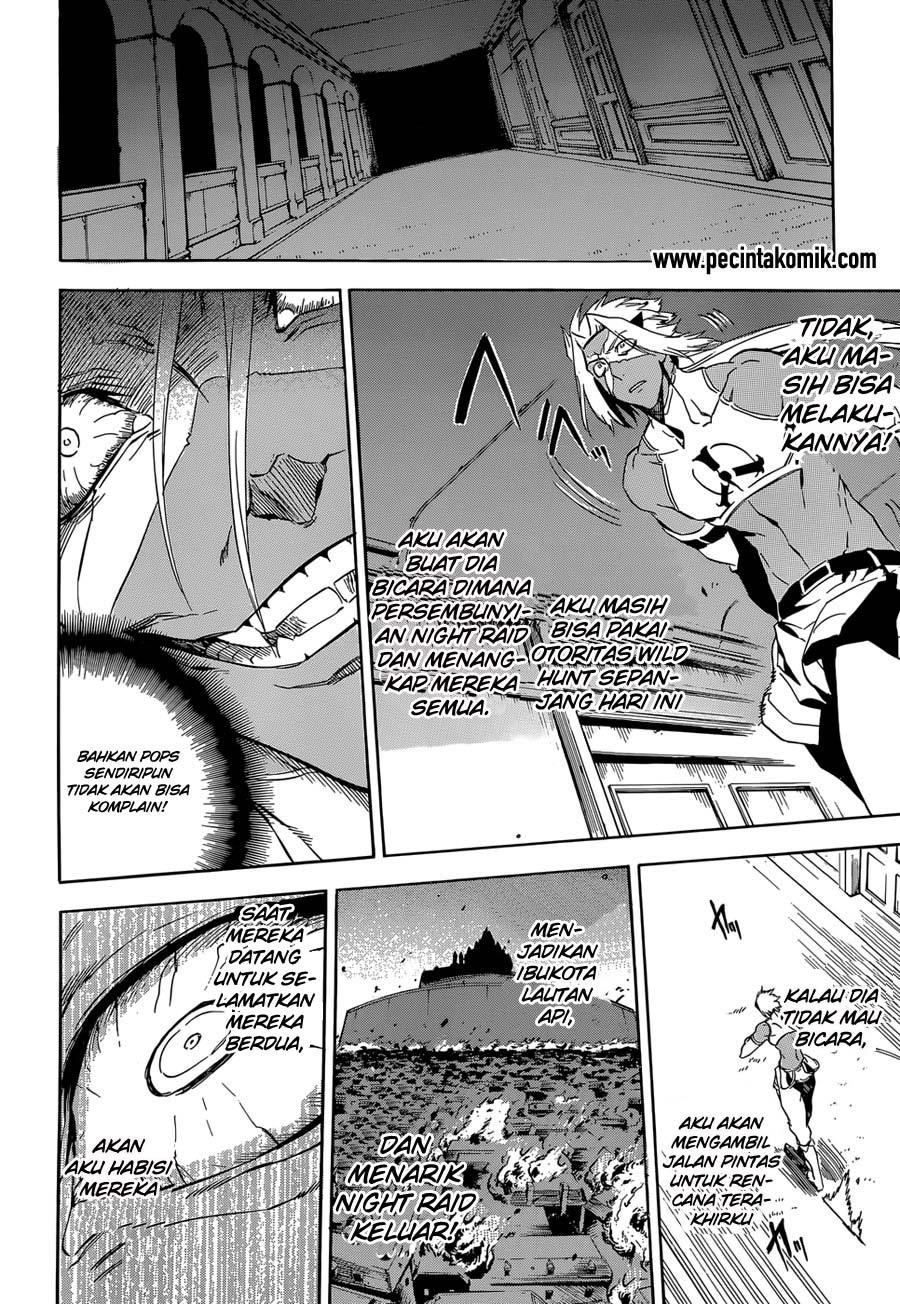 www.pecintakomik.com
TIDAK,
AKU MA-
SIH BISA
MELAKU-
KANNYA!
AKU MASIH
BISA PAKAI
OTORITAS WILD
HUNT SEPAN-
JANG HARI INI
AKU AKAN
BUAT DIA
BICARA DIMANA
PERSEMBUNYI-
AN NIGHT RAID
DAN MENANG-
KAP MEREKA
SEMUA.
BAHKAN POPS
SENDIRIPUN
TIDAK AKAN BISA
KOMPLAIN!
KALAU DIA
TIDAK MAU
BICARA,
AKU AKAN
MENGAMBIL
JALAN PINTAS
UNTUK REN-
CANA TERA-
KHIRKU
MEN-
JADIKAN
IBUKOTA
LAUTAN
API,
DAN
MENARIK
NIGHT RAID
KELUAR!
SAAT
MEREKA
DATANG
UNTUK SE-
LAMATKAN
MEREKA
BERDUA,
AKAN
AKU HABISI
MEREKA